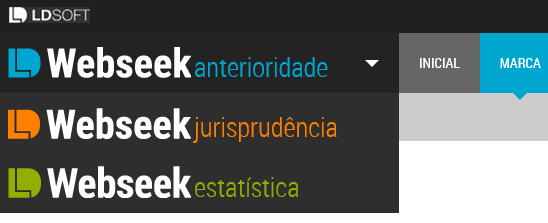 LDSOFT
Webseek anterioridade
INICIAL
MARCA
Webseek jurisprudência
Webseek estatística